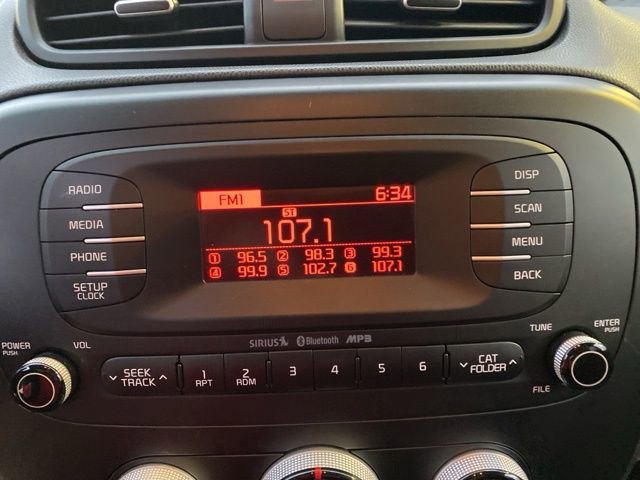 RADIO
MEDIA
PHONE
SETUP
CLOCK
FM1 6:34
ST
107.1
1 96.5 2 98.3 3 99.3
4 99.9 5 102.7 6 107.1
DISP
SCAN
MENU
BACK
SIRIUS Bluetooth MP3
POWER
PUSH
VOL
SEEK
TRACK
1
RPT
2
RDM
3
4
5
6
CAT
FOLDER
TUNE
ENTER
PUSH
FILE